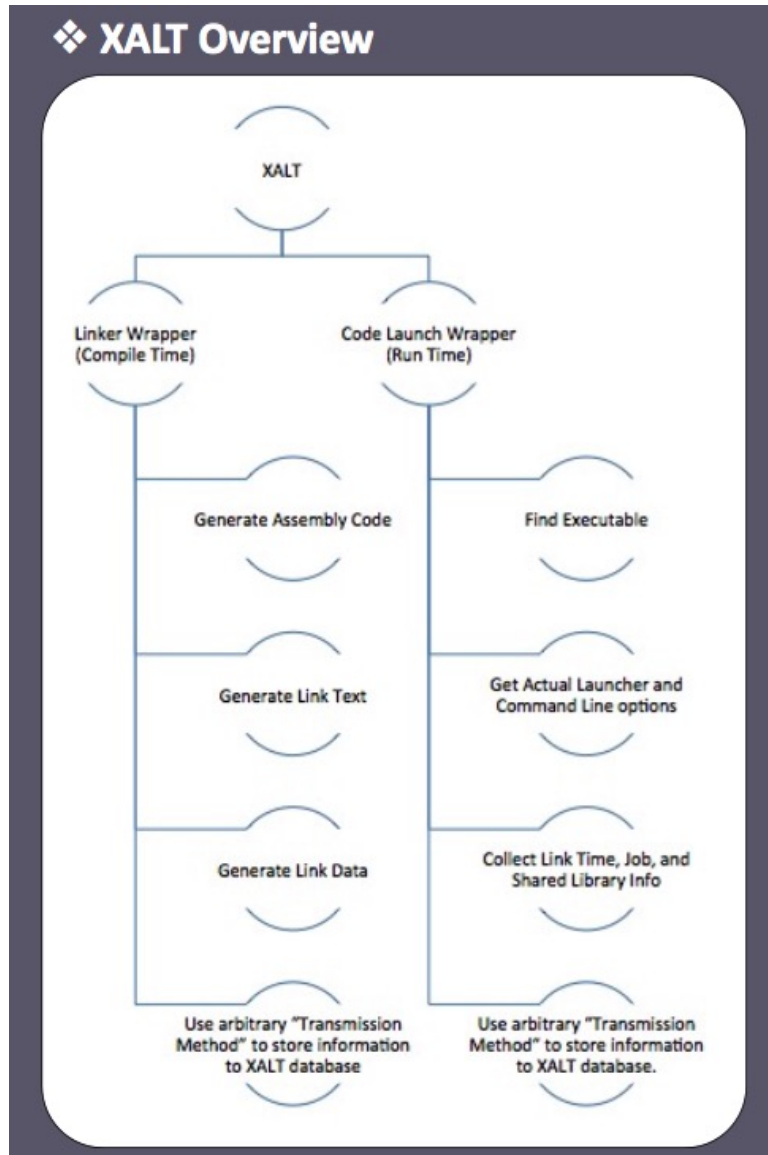 ❖ XALT Overview
XALT
Linker Wrapper
(Compile Time)
Code Launch Wrapper
(Run Time)
Generate Assembly Code
Find Executable
Generate Link Text
Get Actual Launcher and
Command Line options
Generate Link Data
Collect Link Time, Job, and
Shared Library Info
Use arbitrary “Transmission
Method” to store information
to XALT database
Use arbitrary “Transmission
Method” to store information
to XALT database.